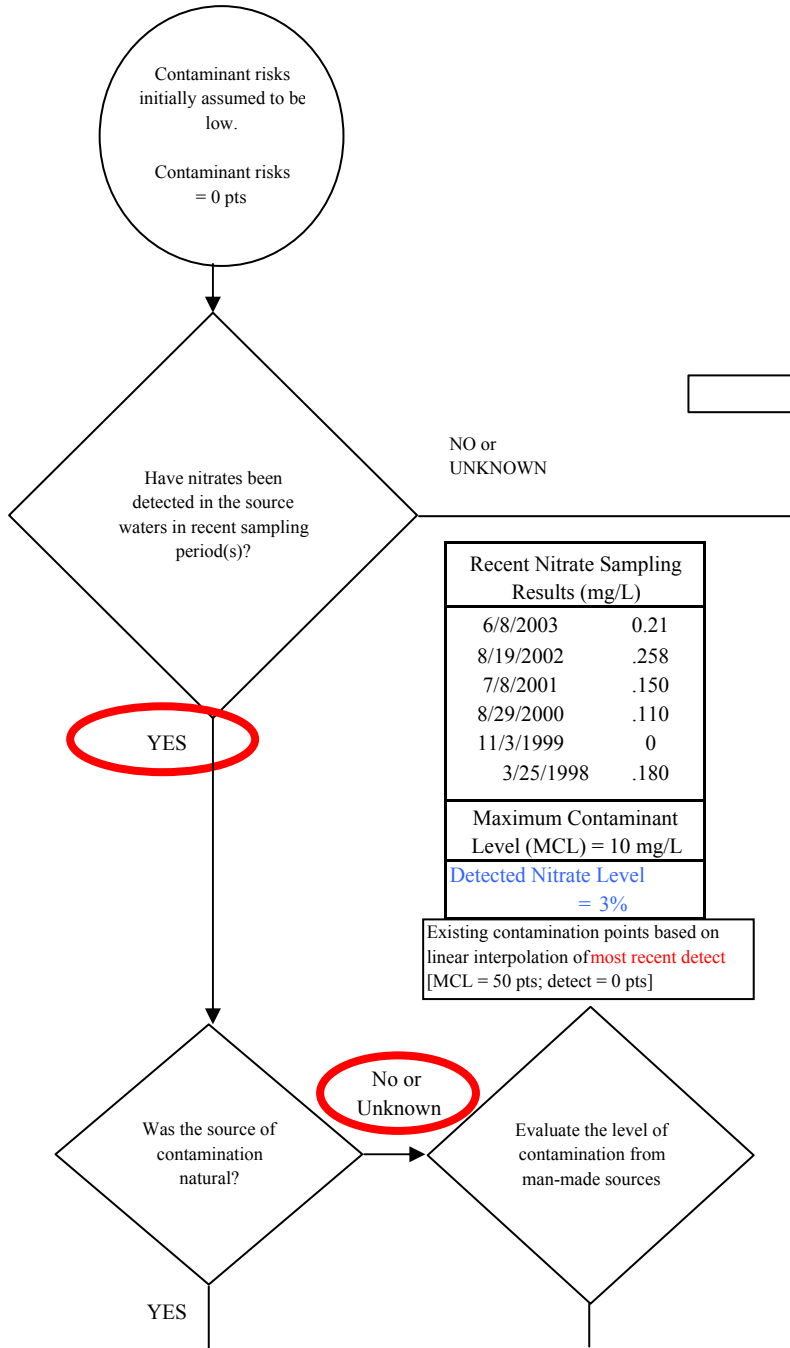 Contaminant risks
initially assumed to be
low.
Contaminant risks
= 0 pts
Have nitrates been
detected in the source
waters in recent sampling
period(s)?
NO or
UNKNOWN
YES
Recent Nitrate Sampling
Results (mg/L)
6/8/2003 0.21
8/19/2002 .258
7/8/2001 .150
8/29/2000 .110
11/3/1999 0
3/25/1998 .180
Maximum Contaminant
Level (MCL) = 10 mg/L
Detected Nitrate Level
= 3%
Existing contamination points based on
linear interpolation of most recent detect
[MCL = 50 pts; detect = 0 pts]
Was the source of
contamination
natural?
No or
Unknown
Evaluate the level of
contamination from
man-made sources
YES